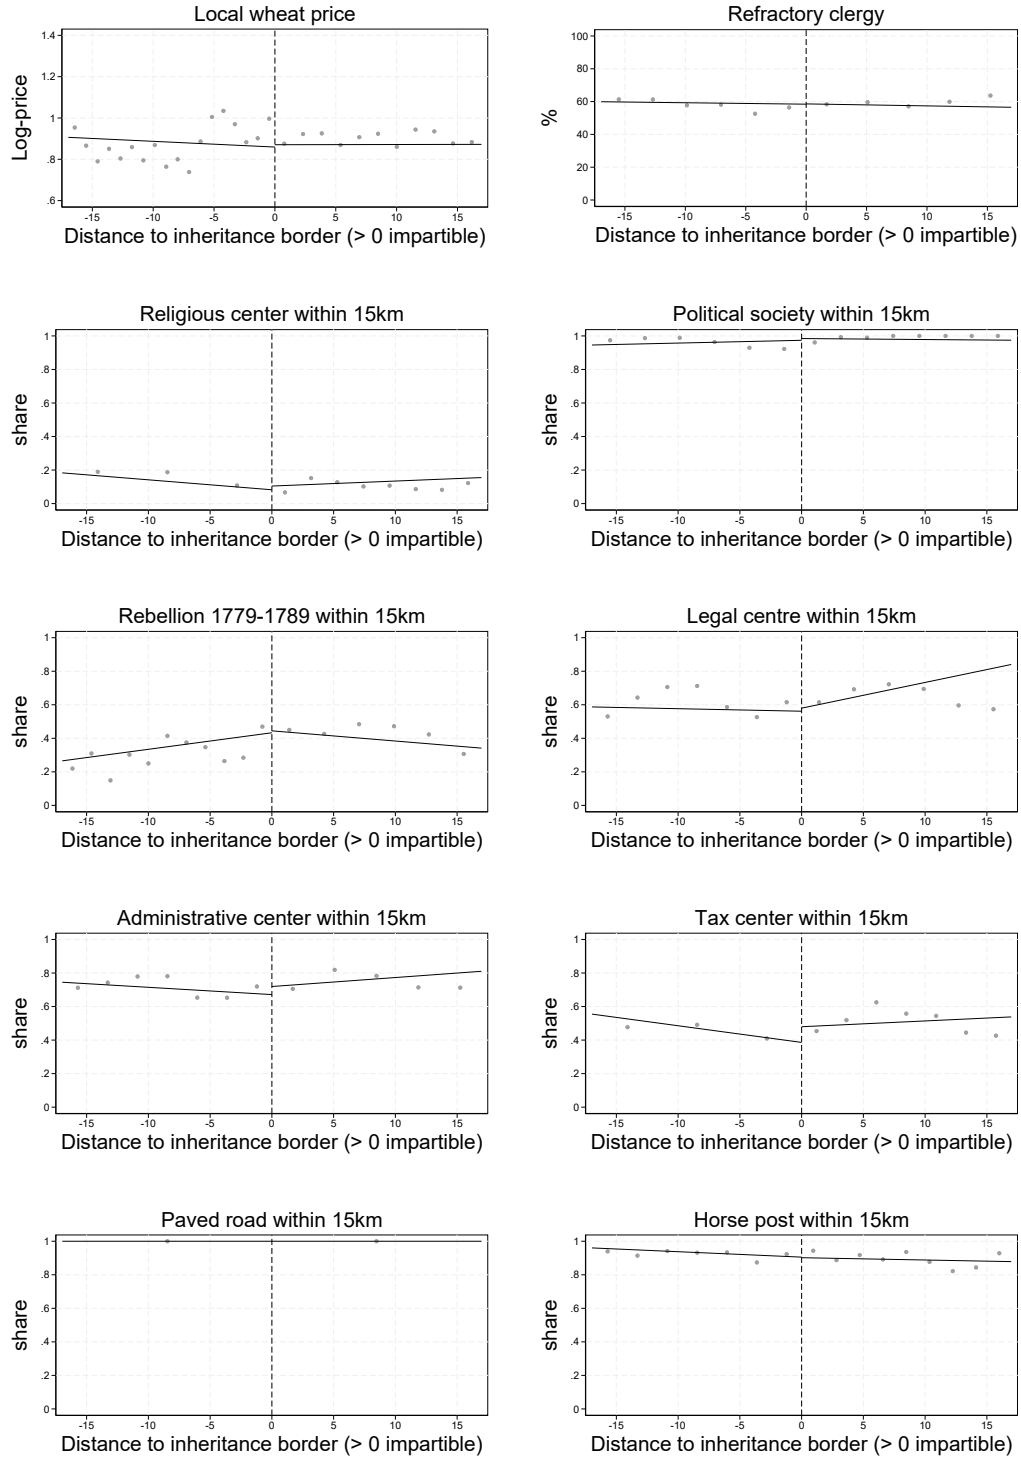 Local wheat price
1.4
1.2
1
.8
.6
Log-price
-15 -10 -5 0 5 10 15
Distance to inheritance border (> 0 impartible)
Refractory clergy
100
80
60
40
20
0
%
-15 -10 -5 0 5 10 15
Distance to inheritance border (> 0 impartible)
Religious center within 15km
1
.8
.6
.4
.2
0
share
-15 -10 -5 0 5 10 15
Distance to inheritance border (> 0 impartible)
Political society within 15km
1
.8
.6
.4
.2
0
share
-15 -10 -5 0 5 10 15
Distance to inheritance border (> 0 impartible)
Rebellion 1779-1789 within 15km
1
.8
.6
.4
.2
0
share
-15 -10 -5 0 5 10 15
Distance to inheritance border (> 0 impartible)
Legal centre within 15km
1
.8
.6
.4
.2
0
share
-15 -10 -5 0 5 10 15
Distance to inheritance border (> 0 impartible)
Administrative center within 15km
1
.8
.6
.4
.2
0
share
-15 -10 -5 0 5 10 15
Distance to inheritance border (> 0 impartible)
Tax center within 15km
1
.8
.6
.4
.2
0
share
-15 -10 -5 0 5 10 15
Distance to inheritance border (> 0 impartible)
Paved road within 15km
1
.8
.6
.4
.2
0
share
-15 -10 -5 0 5 10 15
Distance to inheritance border (> 0 impartible)
Horse post within 15km
1
.8
.6
.4
.2
0
share
-15 -10 -5 0 5 10 15
Distance to inheritance border (> 0 impartible)